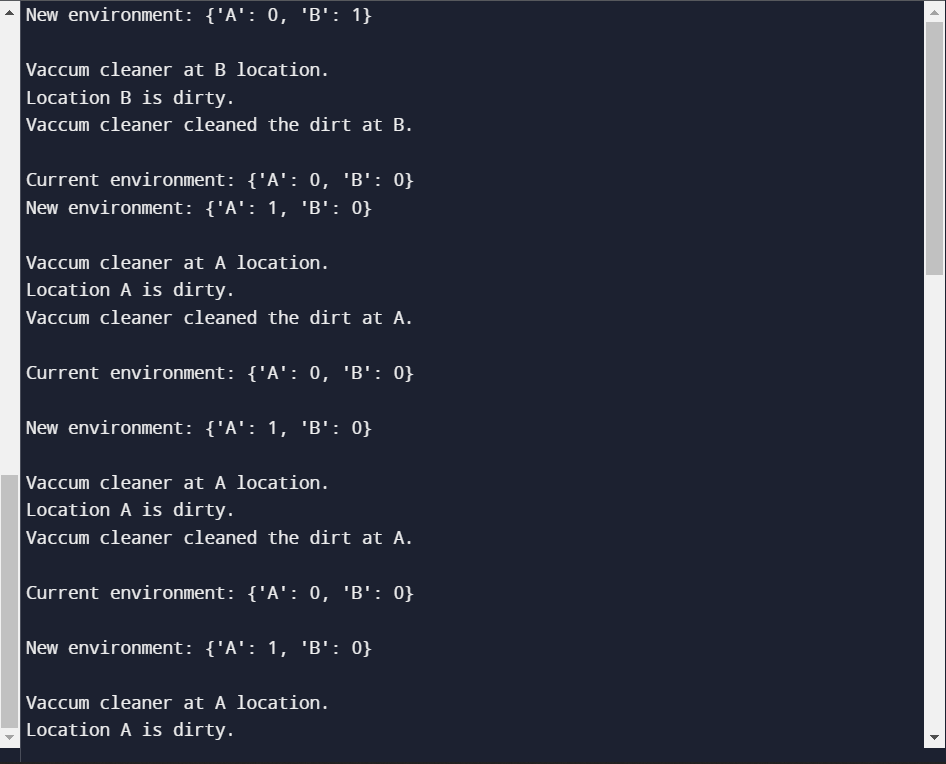 New environment: {'A': 0, 'B': 1}
Vaccum cleaner at B location.
Location B is dirty.
Vaccum cleaner cleaned the dirt at B.
Current environment: {'A': 0, 'B': 0}
New environment: {'A': 1, 'B': 0}
Vaccum cleaner at A location.
Location A is dirty.
Vaccum cleaner cleaned the dirt at A.
Current environment: {'A': 0, 'B': 0}
New environment: {'A': 1, 'B': 0}
Vaccum cleaner at A location.
Location A is dirty.
Vaccum cleaner cleaned the dirt at A.
Current environment: {'A': 0, 'B': 0}
New environment: {'A': 1, 'B': 0}
Vaccum cleaner at A location.
Location A is dirty.